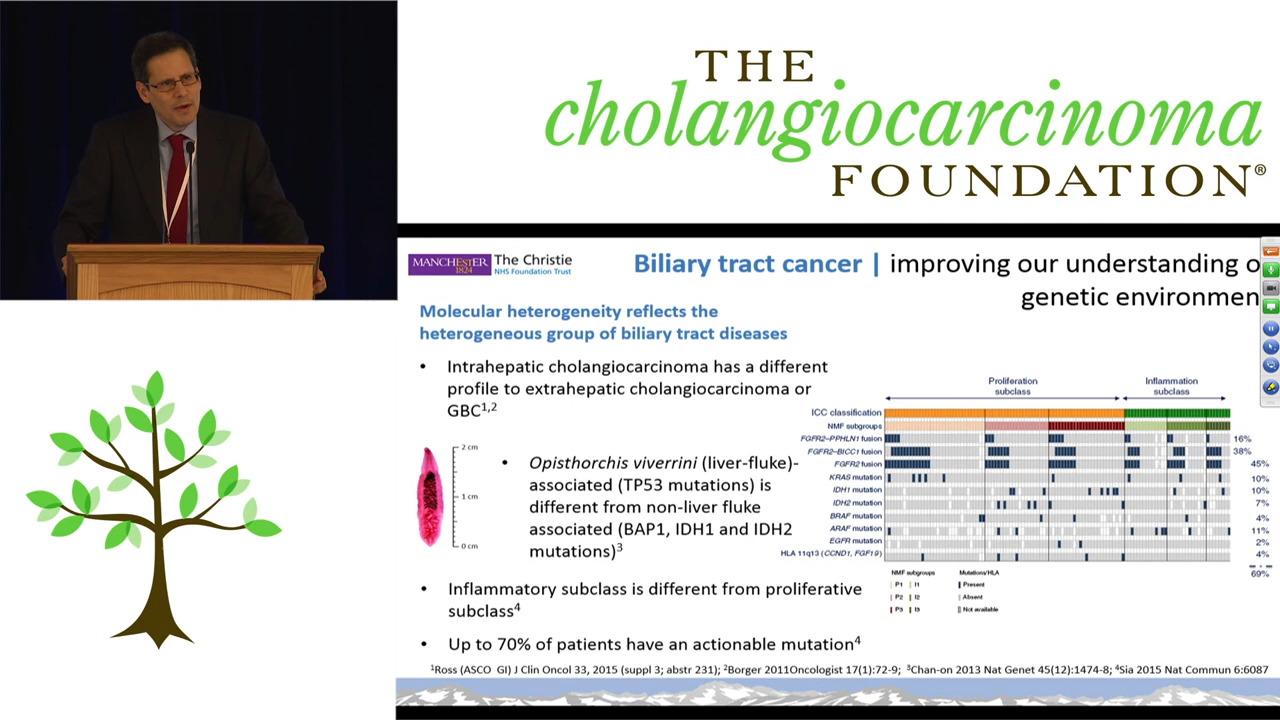 THE
cholangiocarcinoma
FOUNDATION®
MANCHESTER
1824
The Christie
NHS Foundation Trust
Biliary tract cancer | improving our understanding o
genetic environmen
Molecular heterogeneity reflects the
heterogeneous group of biliary tract diseases
• Intrahepatic cholangiocarcinoma has a different
profile to extrahepatic cholangiocarcinoma or
GBC1,2
2 cm
1 cm
0 cm
• Opisthorchis viverrini (liver-fluke)-
associated (TP53 mutations) is
different from non-liver fluke
associated (BAP1, IDH1 and IDH2
mutations)3
• Inflammatory subclass is different from proliferative
subclass4
• Up to 70% of patients have an actionable mutation4
Proliferation
subclass
Inflammation
subclass
ICC classification
NMF subgroups
FGFR2-PPHLN1 fusion 16%
FGFR2-BICC1 fusion 38%
FGFR2 fusion 45%
KRAS mutation 10%
IDH1 mutation 10%
IDH2 mutation 7%
BRAF mutation 4%
ARAF mutation 11%
EGFR mutation 2%
HLA 11q13 (CCND1, FGF19) 4%
69%
NMF subgroups
P1 I1
P2 I2
P3 I3
Mutations/HLA
Present
Absent
Not available
1Ross (ASCO GI) J Clin Oncol 33, 2015 (suppl 3; abstr 231); 2Borger 2011Oncologist 17(1):72-9; 3Chan-on 2013 Nat Genet 45(12):1474-8; 4Sia 2015 Nat Commun 6:6087